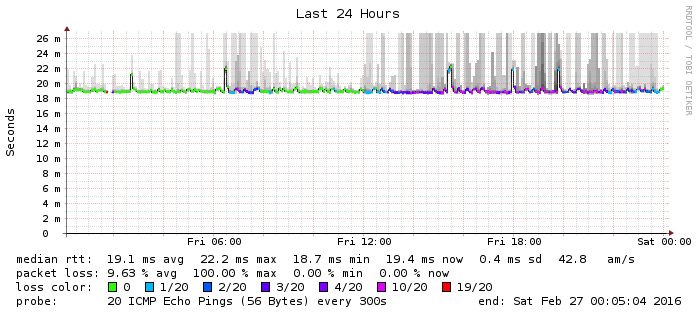 Last 24 Hours
RRDTOOL / TOBI OETIKER
Seconds
26 m
24 m
22 m
20 m
18 m
16 m
14 m
12 m
10 m
8 m
6 m
4 m
2 m
0
Fri 06:00 Fri 12:00 Fri 18:00 Sat 00:00
median rtt: 19.1 ms avg 22.2 ms max 18.7 ms min 19.4 ms now 0.4 ms sd 42.8 am/s
packet loss: 9.63 % avg 100.00 % max 0.00 % min 0.00 % now
loss color: 0 1/20 2/20 3/20 4/20 10/20 19/20
probe: 20 ICMP Echo Pings (56 Bytes) every 300s end: Sat Feb 27 00:05:04 2016